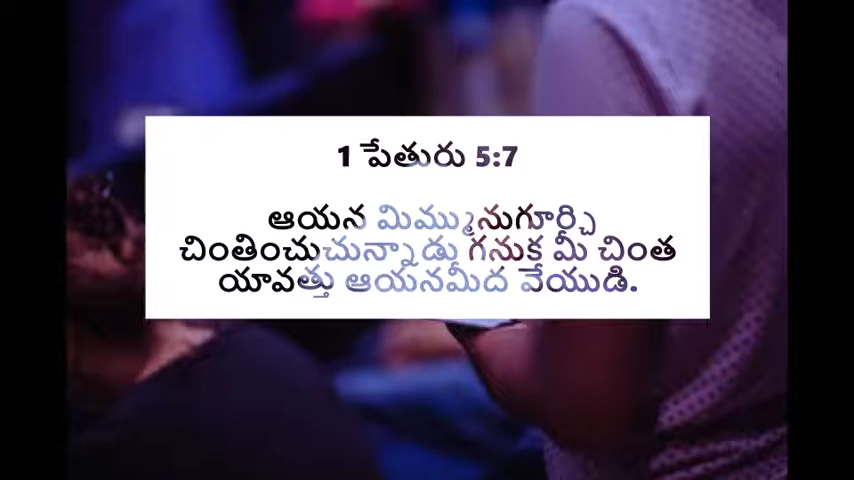 1 పేతురు 5:7
ఆయన మిమ్మునుగూర్చి
చింతించుచున్నాడు గనుక మీ చింత
యావత్తు ఆయనమీద వేయుడి.